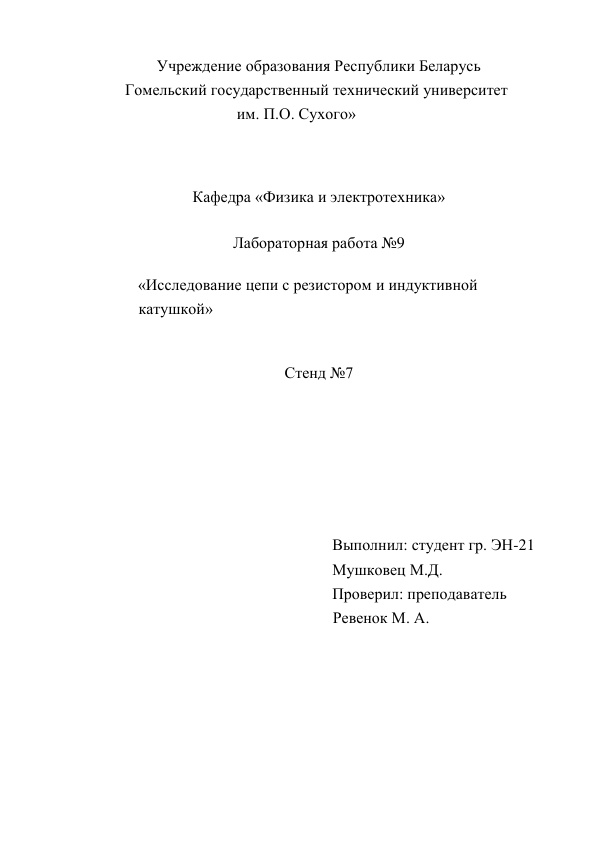 Учреждение образования Республики Беларусь
Гомельский государственный технический университет
им. П.О. Сухого»
Кафедра «Физика и электротехника»
Лабораторная работа №9
«Исследование цепи с резистором и индуктивной
катушкой»
Стенд №7
Выполнил: студент гр. ЭН-21
Мушковец М.Д.
Проверил: преподаватель
Ревенок М. А.